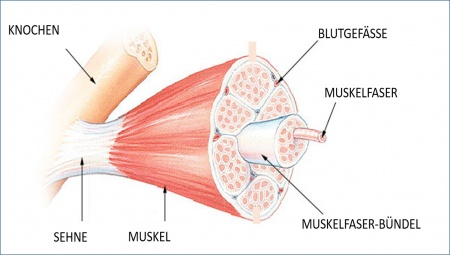 KNOCHEN
BLUTGEFÄSSE
MUSKELFASER
MUSKELFASER-BÜNDEL
SEHNE
MUSKEL